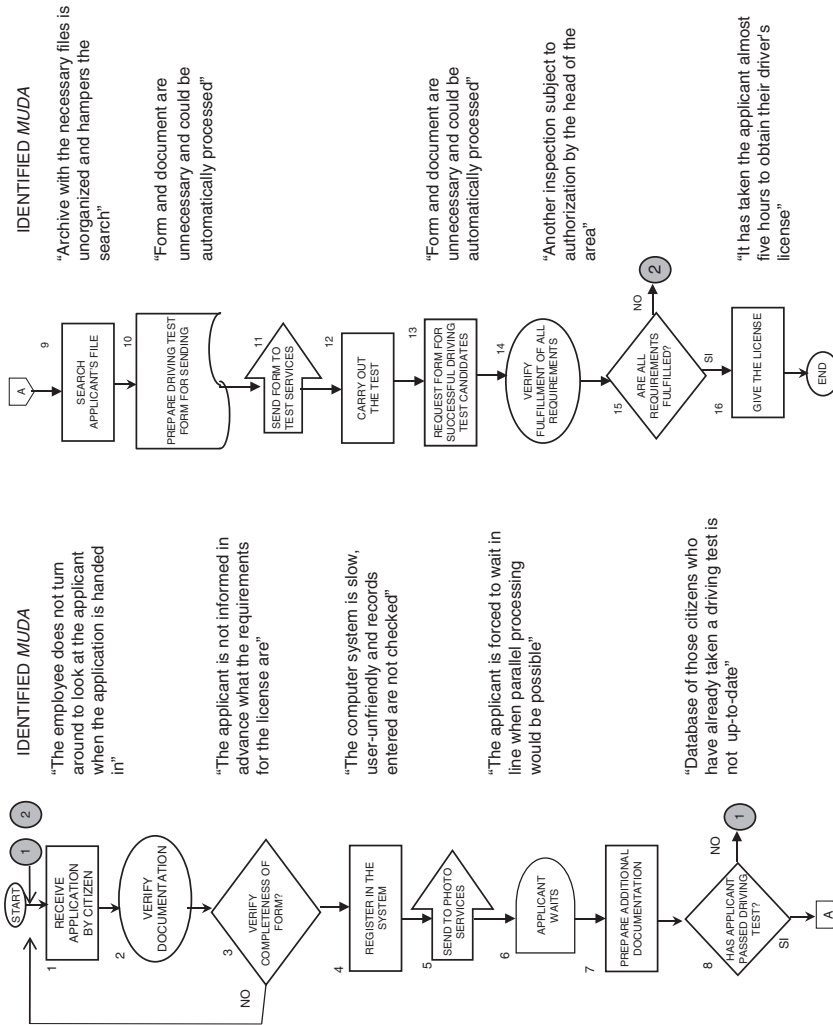 IDENTIFIED MUDA
START
1
2
1
RECEIVE
APPLICATION
BY CITIZEN
"The employee does not turn
around to look at the applicant
when the application is handed
in"
2
VERIFY
DOCUMENTATION
3
VERIFY
COMPLETENESS OF
FORM?
NO
"The applicant is not informed in
advance what the requirements
for the license are"
4
REGISTER IN THE
SYSTEM
"The computer system is slow,
user-unfriendly and records
entered are not checked"
5
SEND TO PHOTO
SERVICES
6
APPLICANT
WAITS
"The applicant is forced to wait in
line when parallel processing
would be possible"
7
PREPARE ADDITIONAL
DOCUMENTATION
8
HAS APPLICANT
PASSED DRIVING
TEST?
NO
1
SI
A
"Database of those citizens who
have already taken a driving test is
not up-to-date"
IDENTIFIED MUDA
A
9
SEARCH
APPLICANT'S FILE
"Archive with the necessary files is
unorganized and hampers the
search"
10
PREPARE DRIVING TEST
FORM FOR SENDING
"Form and document are
unnecessary and could be
automatically processed"
11
SEND FORM TO
TEST SERVICES
12
CARRY OUT
THE TEST
13
REQUEST FORM FOR
SUCCESSFUL DRIVING
TEST CANDIDATES
"Form and document are
unnecessary and could be
automatically processed"
14
VERIFY
FULFILLMENT OF ALL
REQUIREMENTS
"Another inspection subject to
authorization by the head of the
area"
15
ARE ALL
REQUIREMENTS
FULFILLED?
NO
2
SI
16
GIVE THE LICENSE
"It has taken the applicant almost
five hours to obtain their driver's
license"
END